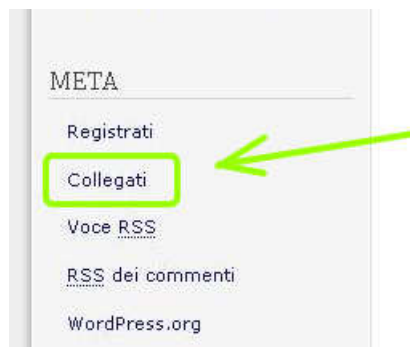 META
Registrati
Collegati
Voce RSS
RSS dei commenti
WordPress.org